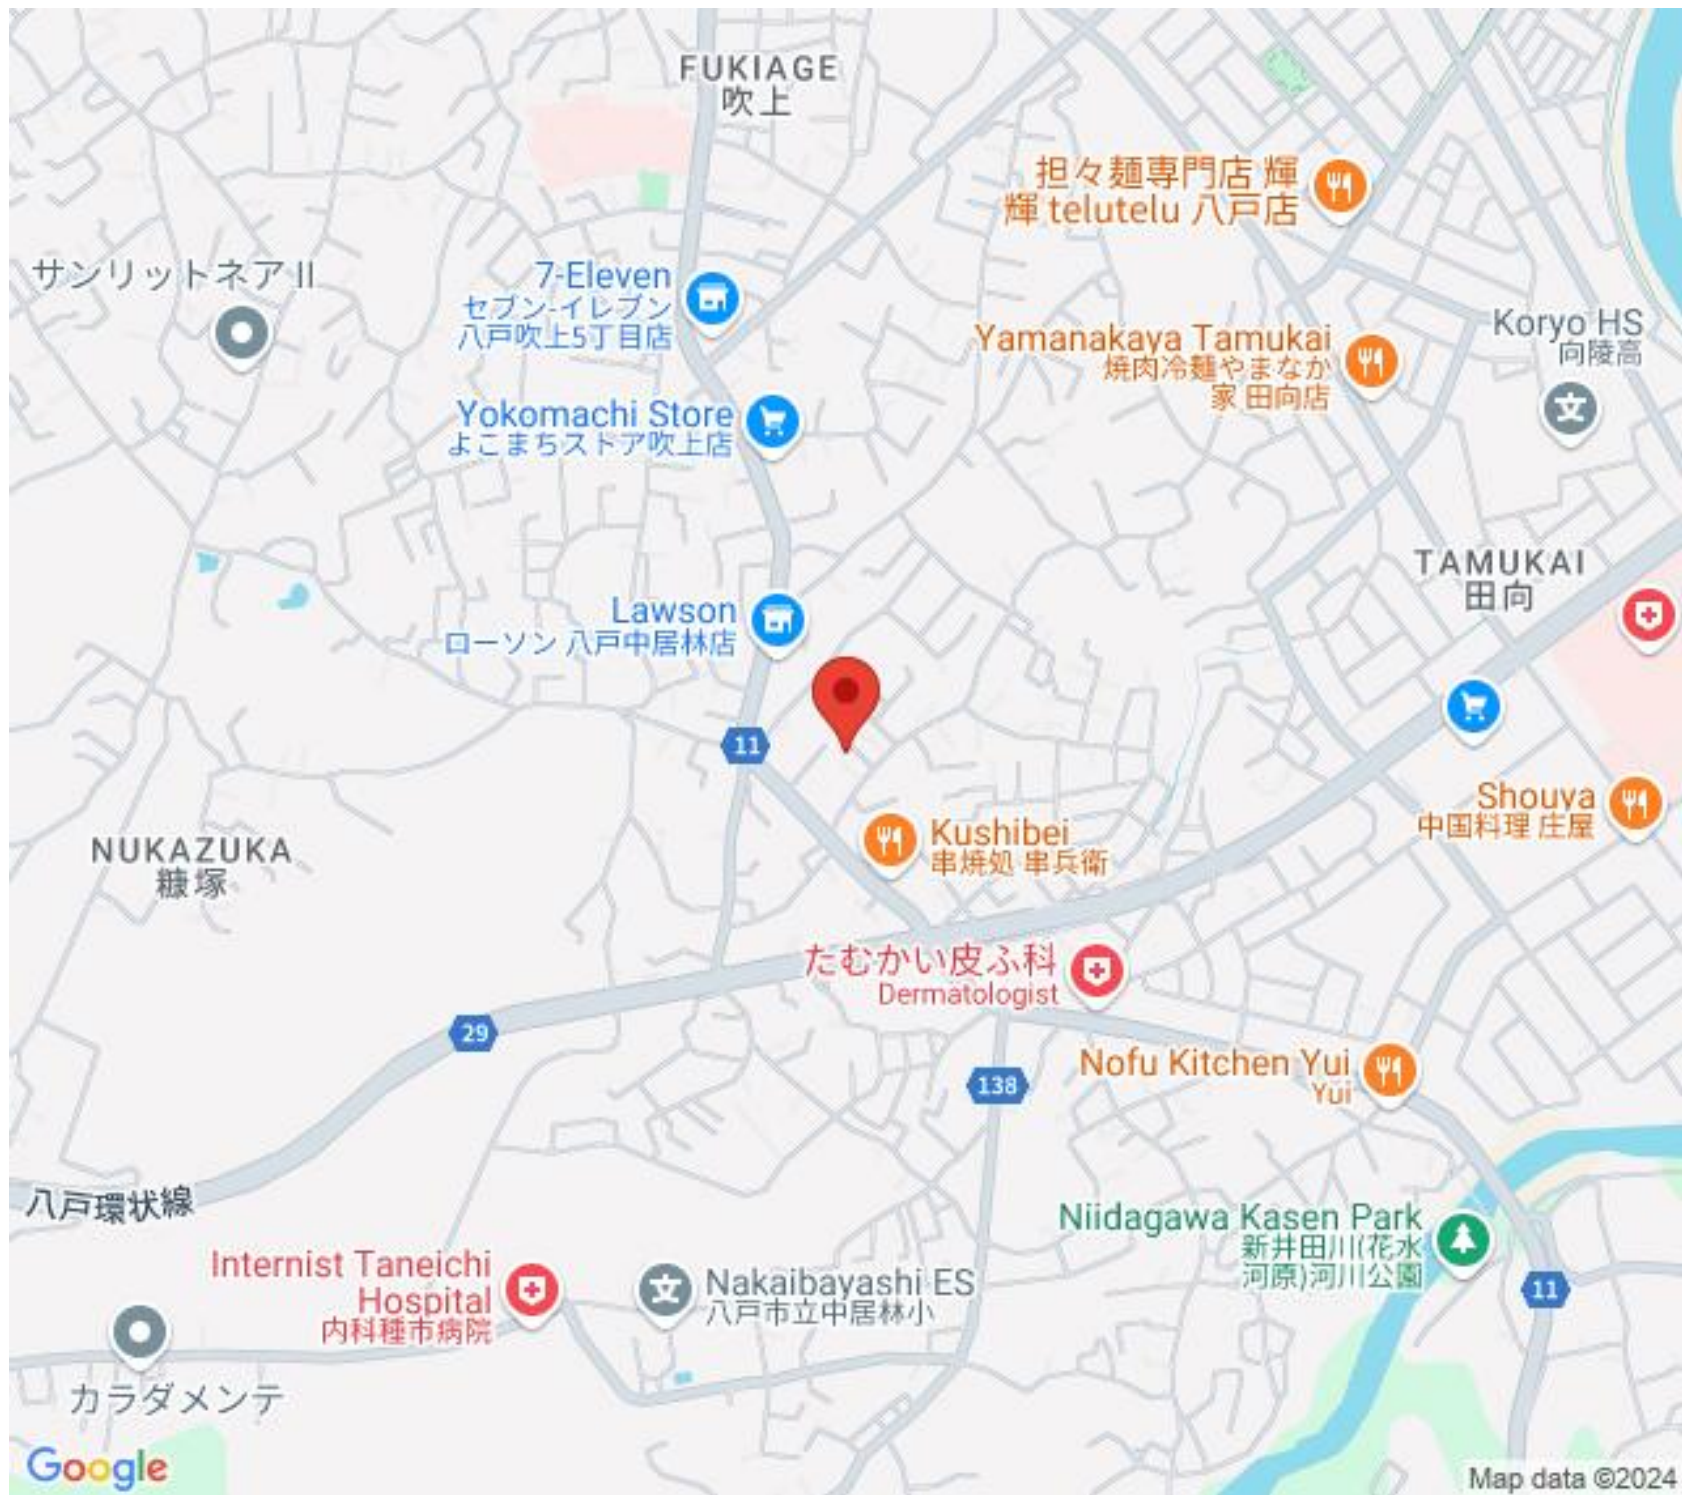 FUKIAGE
吹上
担々麺専門店 輝
輝 telutelu 八戸店
サンリットネアⅡ
7-Eleven
セブン-イレブン
八戸吹上5丁目店
Koryo HS
向陵高
Yamanakaya Tamukai
焼肉冷麺やまなか
家 田向店
Yokomachi Store
よこまちストア吹上店
TAMUKAI
田向
Lawson
ローソン 八戸中居林店
11
Shouya
中国料理 庄屋
Kushibei
串焼処 串兵衛
NUKAZUKA
糠塚
たむかい皮ふ科
Dermatologist
29
Nofu Kitchen Yui
Yui
138
八戸環状線
Niidagawa Kasen Park
新井田川(花水
河原)河川公園
Internist Taneichi
Hospital
内科種市病院
Nakaibayashi ES
八戸市立中居林小
11
カラダメンテ
Google
Map data ©2024